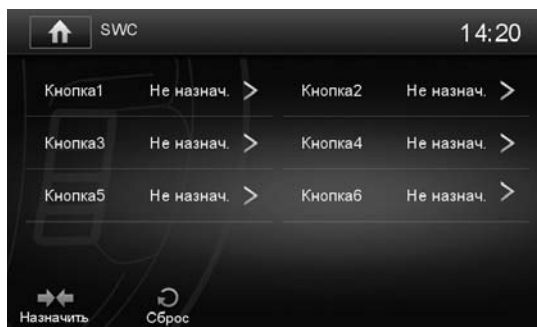 SWC 14:20
Кнопка1 Не назнач. Кнопка2 Не назнач.
Кнопка3 Не назнач. Кнопка4 Не назнач.
Кнопка5 Не назнач. Кнопка6 Не назнач.
Назначить Сброс